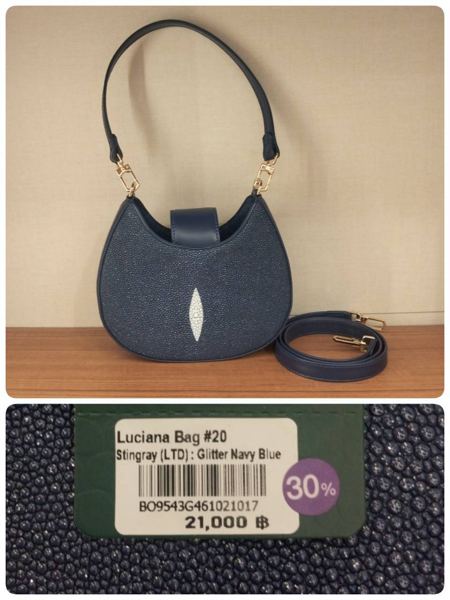 Luciana Bag #20
Stingray (LTD) : Glitter Navy Blue
30%
BO9543G461021017
21,000 ฿